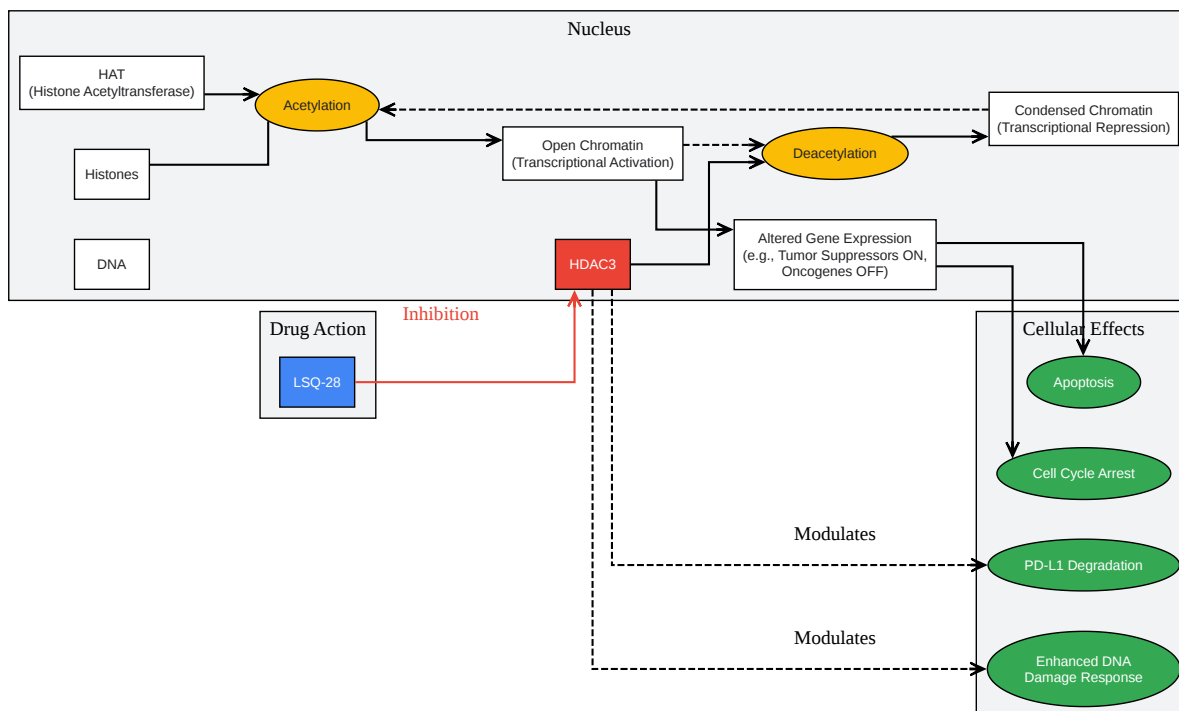 Nucleus
HAT
(Histone Acetyltransferase)
Acetylation
Condensed Chromatin
(Transcriptional Repression)
Open Chromatin
(Transcriptional Activation)
Deacetylation
Histones
DNA
HDAC3
Altered Gene Expression
(e.g., Tumor Suppressors ON,
Oncogenes OFF)
Inhibition
Drug Action
LSQ-28
Cellular Effects
Apoptosis
Cell Cycle Arrest
Modulates
PD-L1 Degradation
Modulates
Enhanced DNA
Damage Response